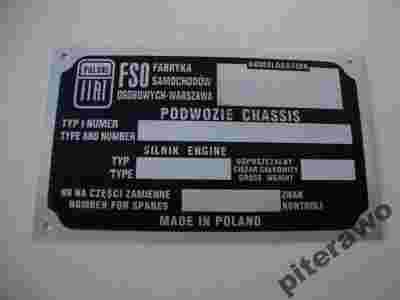 POLSKI
FIAT
FSO FABRYKA
SAMOCHODÓW
OSOBOWYCH-WARSZAWA
HOMOLOGATION
PODWOZIE CHASSIS
TYP I NUMER
TYPE AND NUMBER
SILNIK ENGINE
TYP
TYPE
DOPUSZCZALNY
CIĘŻAR CAŁKOWITY
GROSS WEIGHT
NR NA CZĘŚCI ZAMIENNE
NUMBER FOR SPARES
ZNAK
KONTROLI
MADE IN POLAND
piterawo